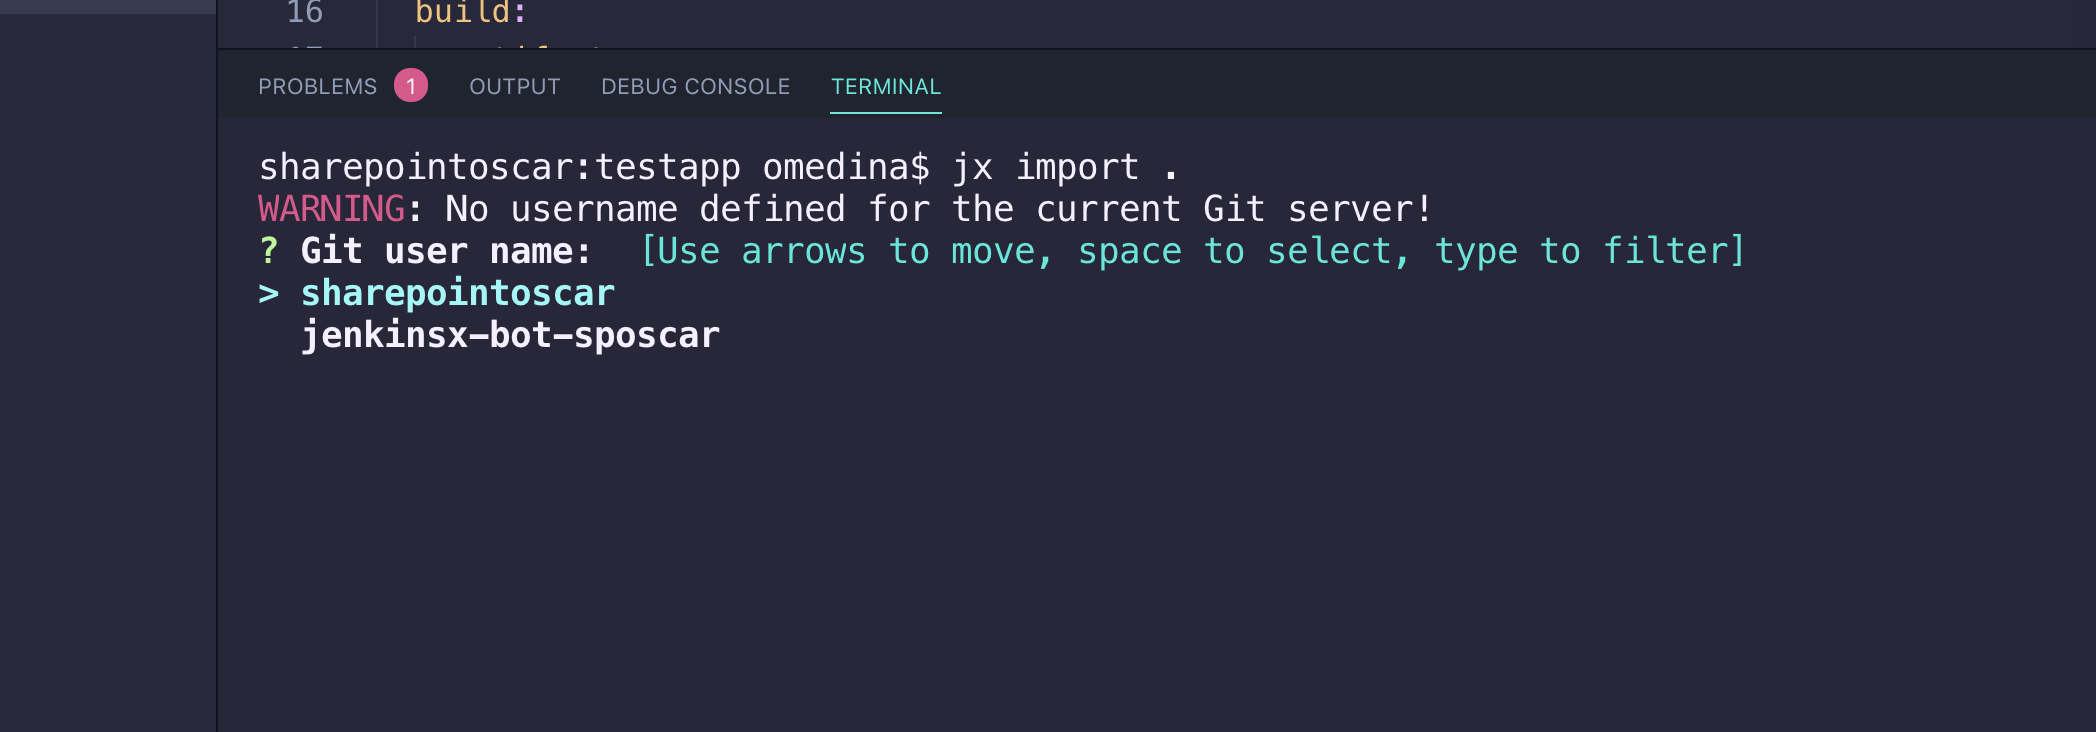 16 build:
PROBLEMS 1 OUTPUT DEBUG CONSOLE TERMINAL
sharepointoscar:testapp omedina$ jx import .
WARNING: No username defined for the current Git server!
? Git user name:  [Use arrows to move, space to select, type to filter]
> sharepointoscar
jenkinsx-bot-sposcar